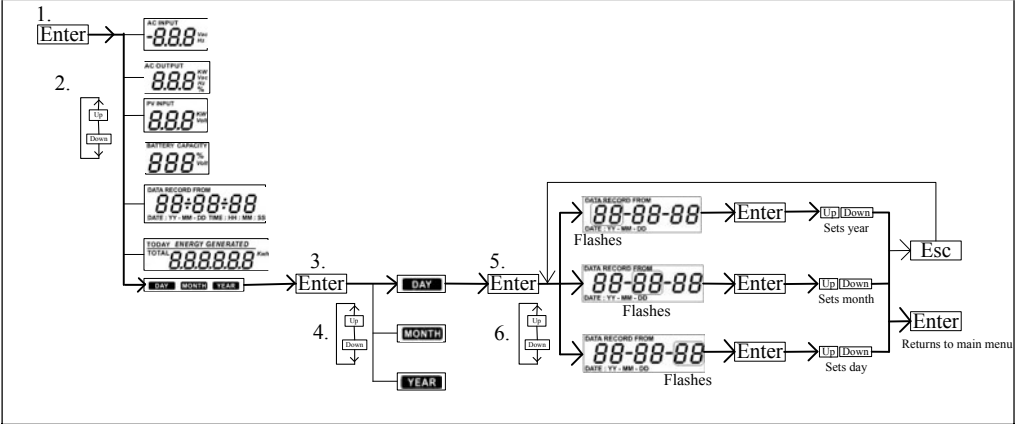 1.
Enter
AC INPUT
-8.8.8 Vac
Hz
AC OUTPUT
8.8.8 KW
Vac
Hz
%
2.
Up
Down
PV INPUT
8.8.8 KW
Volt
BATTERY CAPACITY
888 %
Volt
DATA RECORD FROM
88÷88÷88
DATE : YY - MM - DD TIME : HH : MM : SS
TODAY ENERGY GENERATED
TOTAL 8.8.8.8.8.8 Kwh
DAY MONTH YEAR
3.
Enter
4.
Up
Down
DAY
MONTH
YEAR
5.
Enter
6.
Up
Down
DATA RECORD FROM
88-88-88
DATE : YY - MM - DD
Flashes
Enter
Up Down
Sets year
DATA RECORD FROM
88-88-88
DATE : YY - MM - DD
Flashes
Enter
Up Down
Sets month
DATA RECORD FROM
88-88-88
DATE : YY - MM - DD
Flashes
Enter
Up Down
Sets day
Esc
Enter
Returns to main menu